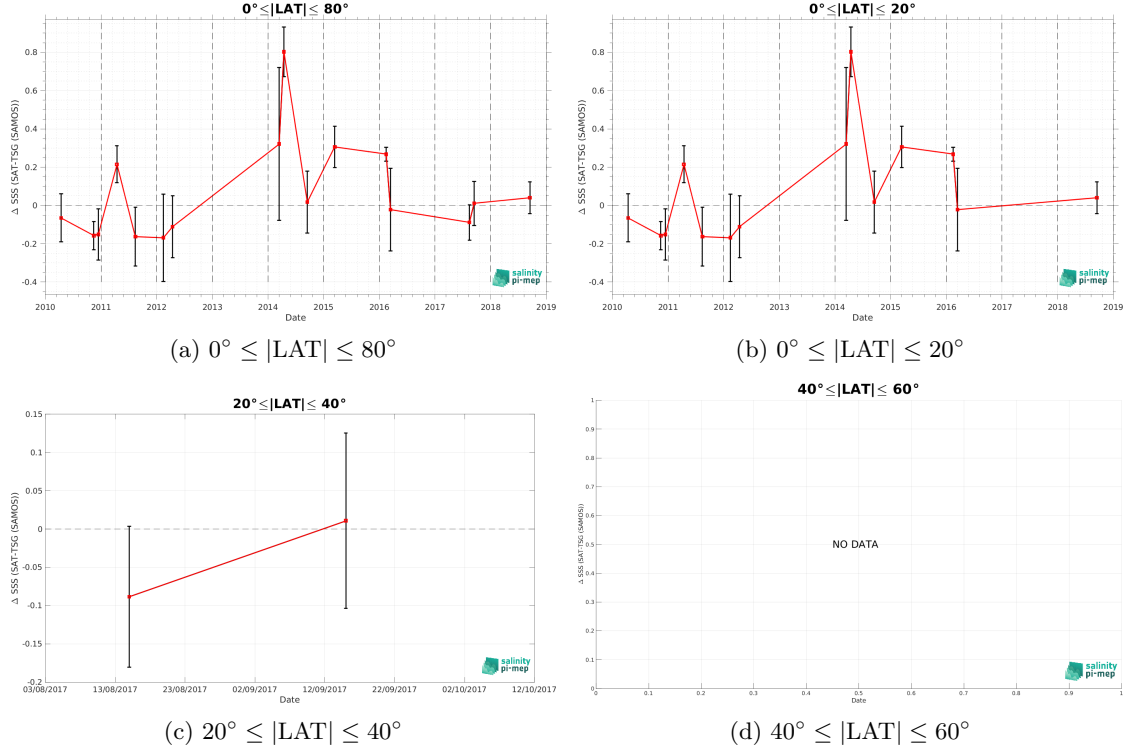 0°≤|LAT|≤ 80°
Δ SSS (SAT-TSG (SAMOS))
0.8
0.6
0.4
0.2
0
-0.2
-0.4
2010 2011 2012 2013 2014 2015 2016 2017 2018 2019
Date
salinity
pi-mep
(a) 0° ≤ |LAT| ≤ 80°
0°≤|LAT|≤ 20°
Δ SSS (SAT-TSG (SAMOS))
0.8
0.6
0.4
0.2
0
-0.2
-0.4
2010 2011 2012 2013 2014 2015 2016 2017 2018 2019
Date
salinity
pi-mep
(b) 0° ≤ |LAT| ≤ 20°
20°≤|LAT|≤ 40°
Δ SSS (SAT-TSG (SAMOS))
0.15
0.1
0.05
0
-0.05
-0.1
-0.15
-0.2
03/08/2017 13/08/2017 23/08/2017 02/09/2017 12/09/2017 22/09/2017 02/10/2017 12/10/2017
Date
salinity
pi-mep
(c) 20° ≤ |LAT| ≤ 40°
40°≤|LAT|≤ 60°
Δ SSS (SAT-TSG (SAMOS))
1
0.9
0.8
0.7
0.6
0.5
0.4
0.3
0.2
0.1
0
NO DATA
0 0.1 0.2 0.3 0.4 0.5 0.6 0.7 0.8 0.9 1
Date
salinity
pi-mep
(d) 40° ≤ |LAT| ≤ 60°